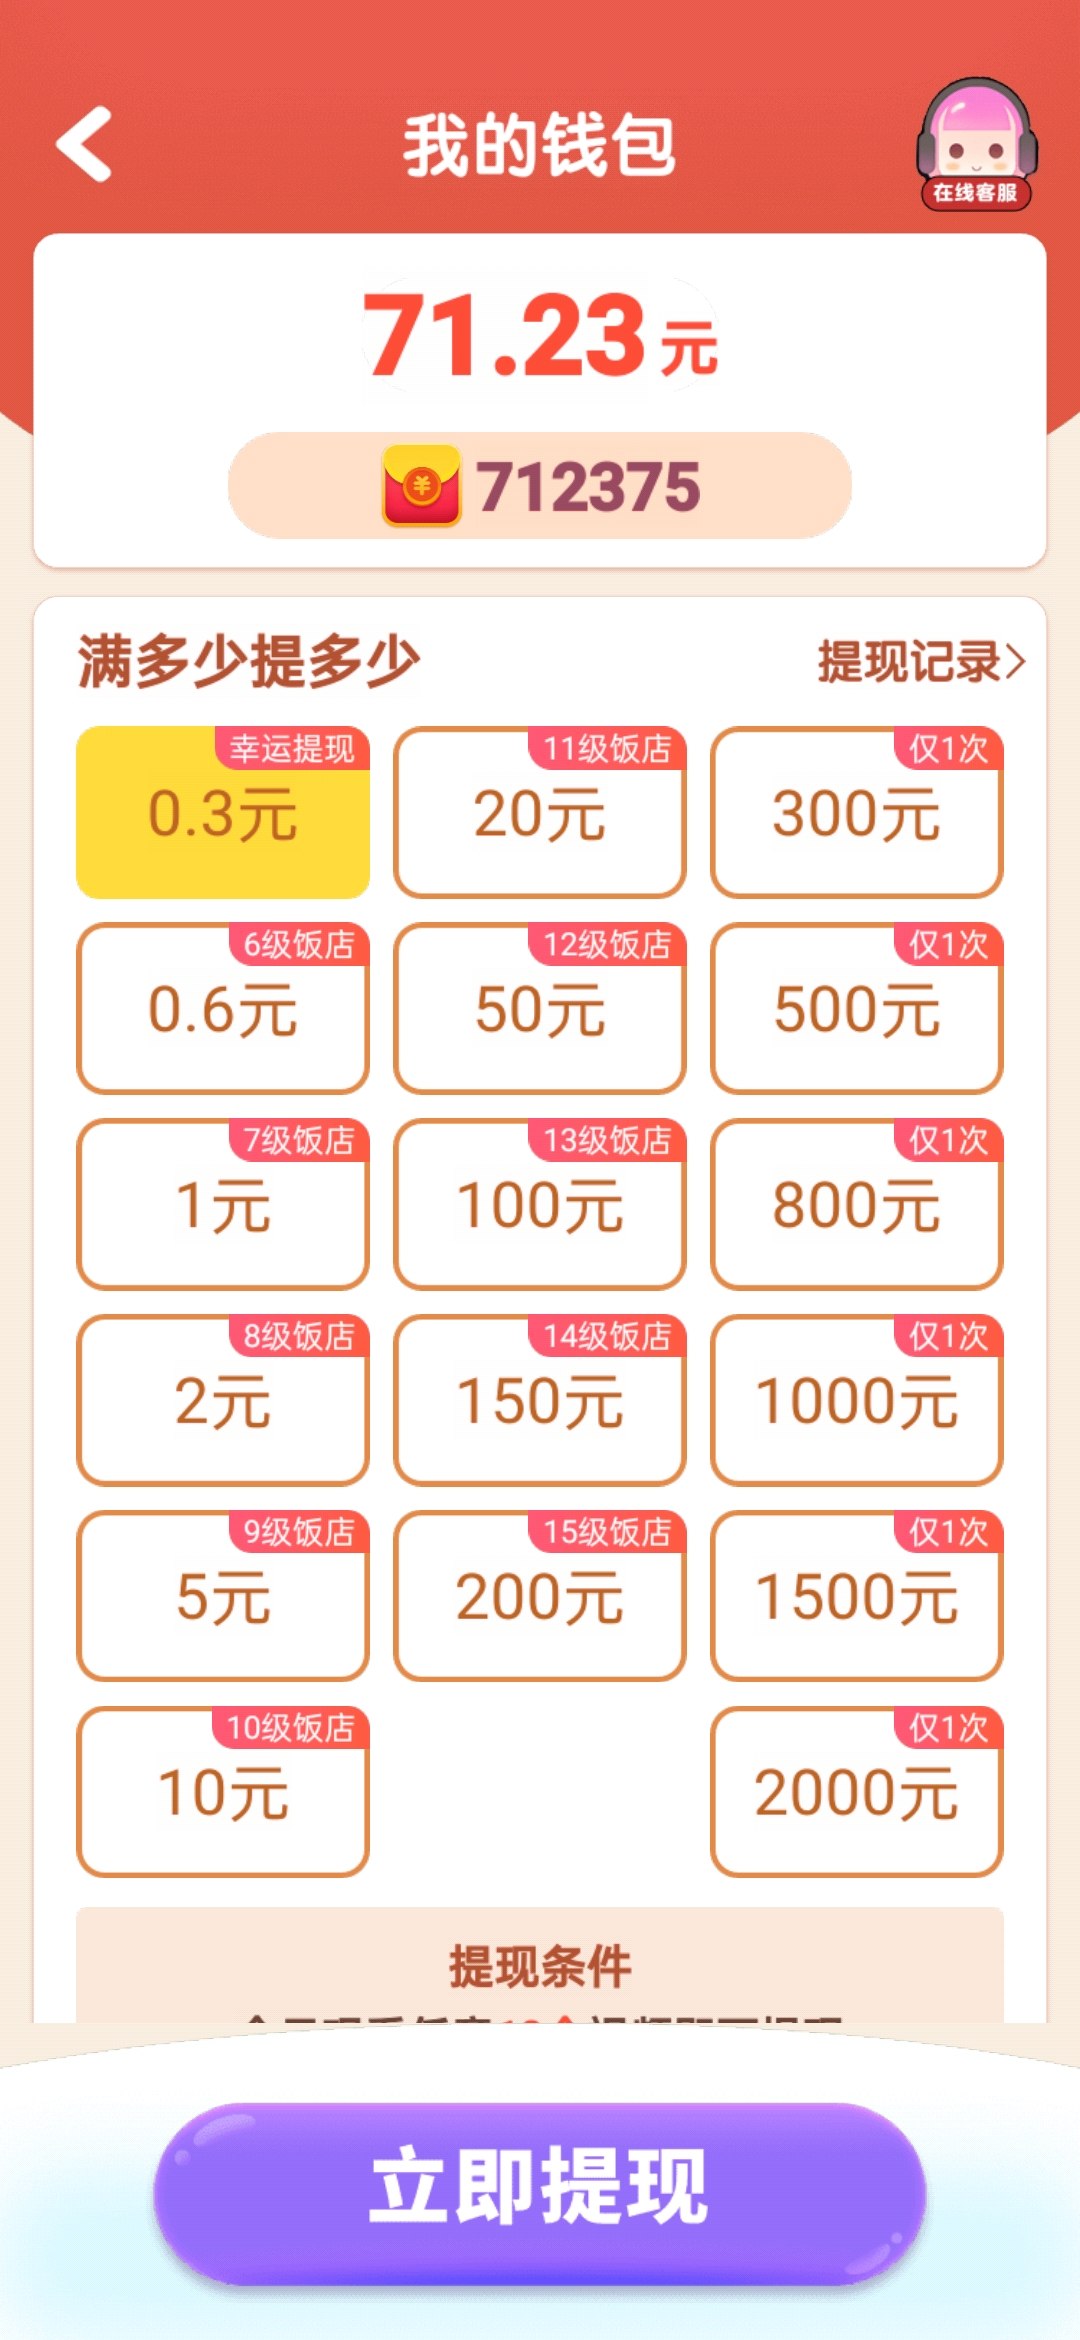 我的钱包
在线客服
71.23元
712375
满多少提多少
提现记录
幸运提现
0.3元
11级饭店
20元
仅1次
300元
6级饭店
0.6元
12级饭店
50元
仅1次
500元
7级饭店
1元
13级饭店
100元
仅1次
800元
8级饭店
2元
14级饭店
150元
仅1次
1000元
9级饭店
5元
15级饭店
200元
仅1次
1500元
10级饭店
10元
仅1次
2000元
提现条件
立即提现